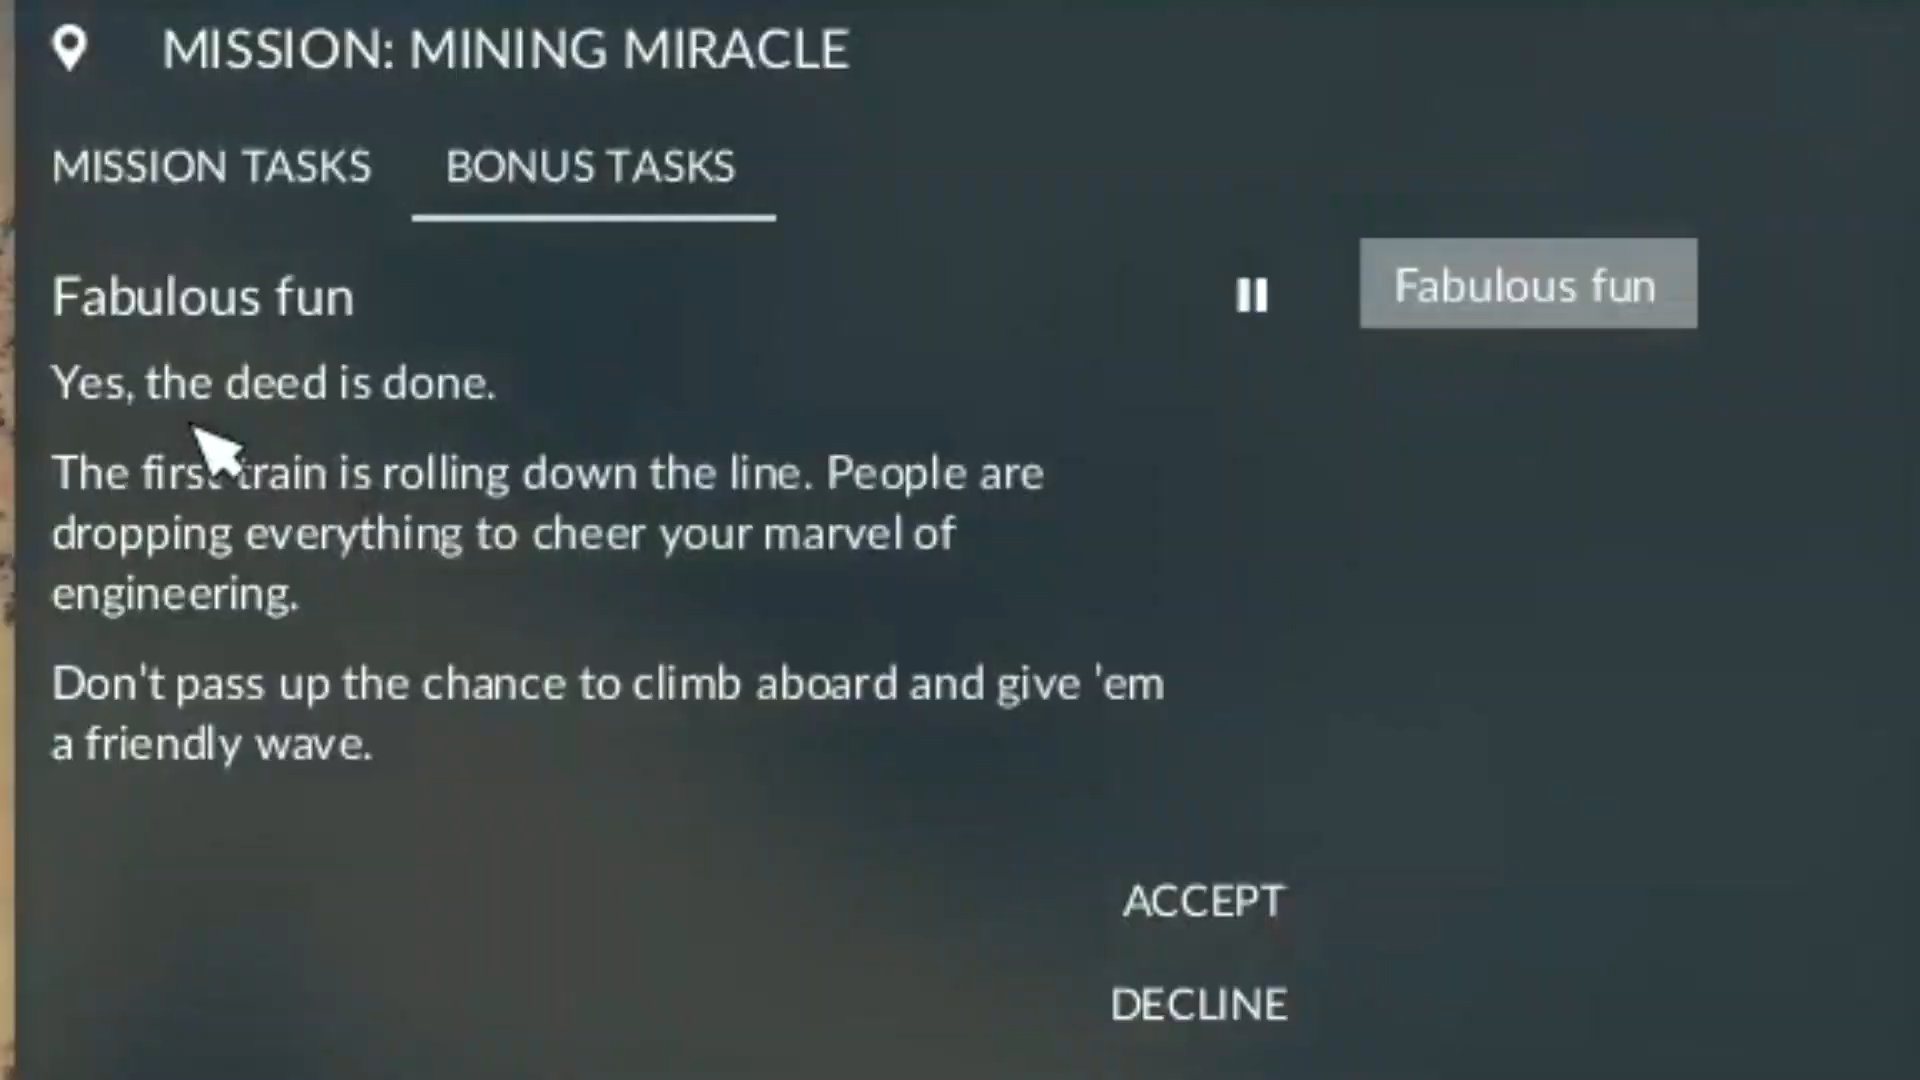 MISSION: MINING MIRACLE
MISSION TASKS BONUS TASKS
Fabulous fun
Fabulous fun
Yes, the deed is done.
The first train is rolling down the line. People are
dropping everything to cheer your marvel of
engineering.
Don't pass up the chance to climb aboard and give 'em
a friendly wave.
ACCEPT
DECLINE